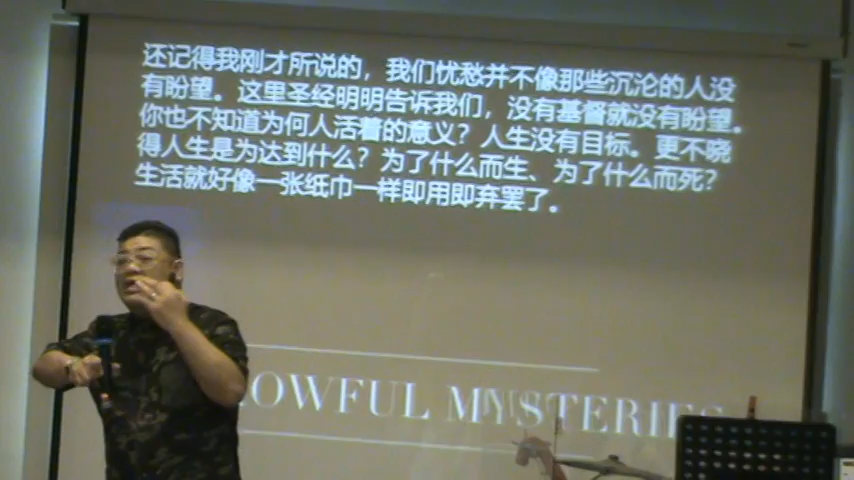 还记得我刚才所说的，我们忧愁并不像那些沉沦的人没
有盼望。这里圣经明明告诉我们，没有基督就没有盼望。
你也不知道为何人活着的意义？人生没有目标。更不晓
得人生是为达到什么？为了什么而生、为了什么而死？
生活就好像一张纸巾一样即用即弃罢了。
OWFUL MYSTERIES